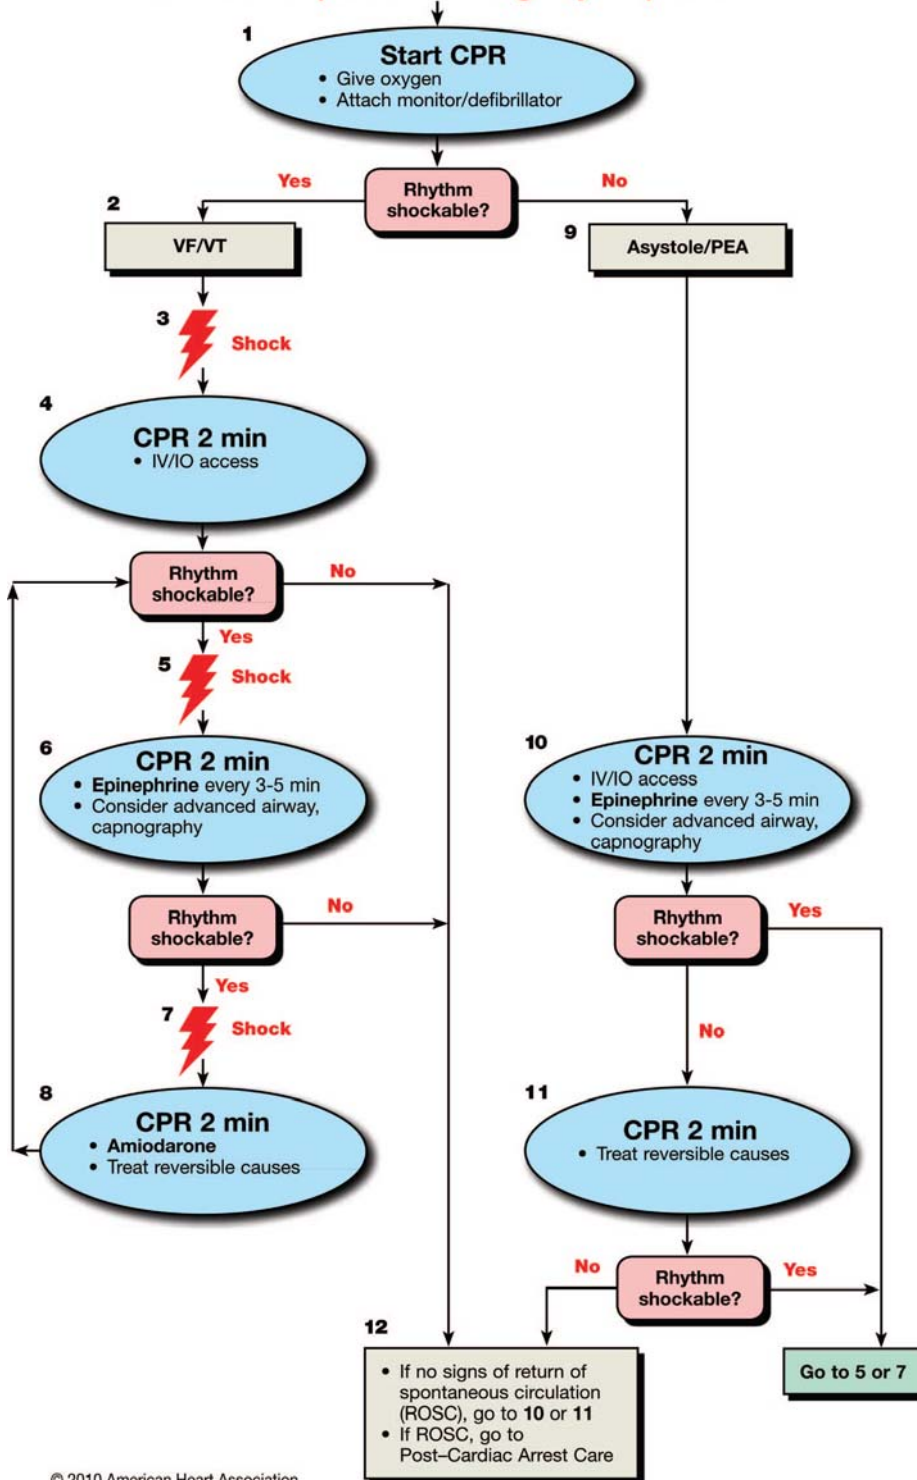 1
Start CPR
• Give oxygen
• Attach monitor/defibrillator
Yes
Rhythm
shockable?
No
2
VF/VT
9
Asystole/PEA
3
Shock
4
CPR 2 min
• IV/IO access
Rhythm
shockable?
No
Yes
5
Shock
6
CPR 2 min
• Epinephrine every 3-5 min
• Consider advanced airway,
capnography
10
CPR 2 min
• IV/IO access
• Epinephrine every 3-5 min
• Consider advanced airway,
capnography
Rhythm
shockable?
No
Rhythm
shockable?
Yes
Yes
7
Shock
No
8
CPR 2 min
• Amiodarone
• Treat reversible causes
11
CPR 2 min
• Treat reversible causes
No
Rhythm
shockable?
Yes
12
• If no signs of return of
spontaneous circulation
(ROSC), go to 10 or 11
• If ROSC, go to
Post–Cardiac Arrest Care
Go to 5 or 7
© 2010 American Heart Association